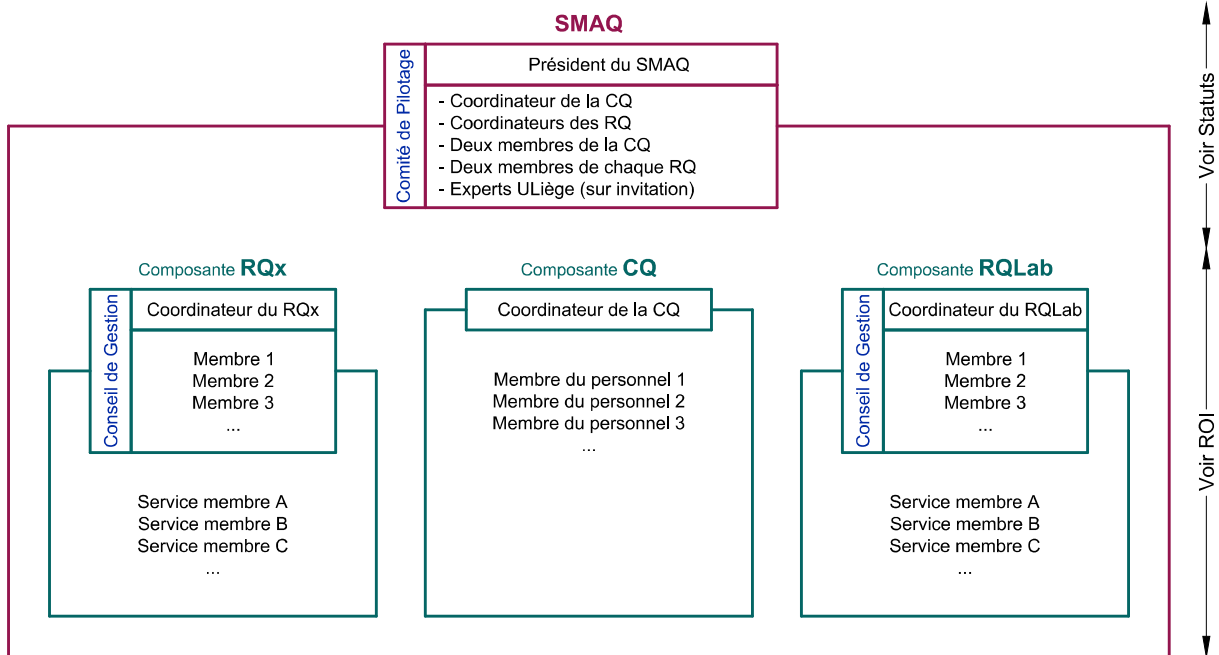 SMAQ
Comité de Pilotage
Président du SMAQ
- Coordinateur de la CQ
- Coordinateurs des RQ
- Deux membres de la CQ
- Deux membres de chaque RQ
- Experts ULiège (sur invitation)
Voir Statuts
Composante RQx
Conseil de Gestion
Coordinateur du RQx
Membre 1
Membre 2
Membre 3
...
Service membre A
Service membre B
Service membre C
...
Composante CQ
Coordinateur de la CQ
Membre du personnel 1
Membre du personnel 2
Membre du personnel 3
...
Composante RQLab
Conseil de Gestion
Coordinateur du RQLab
Membre 1
Membre 2
Membre 3
...
Service membre A
Service membre B
Service membre C
...
Voir ROI